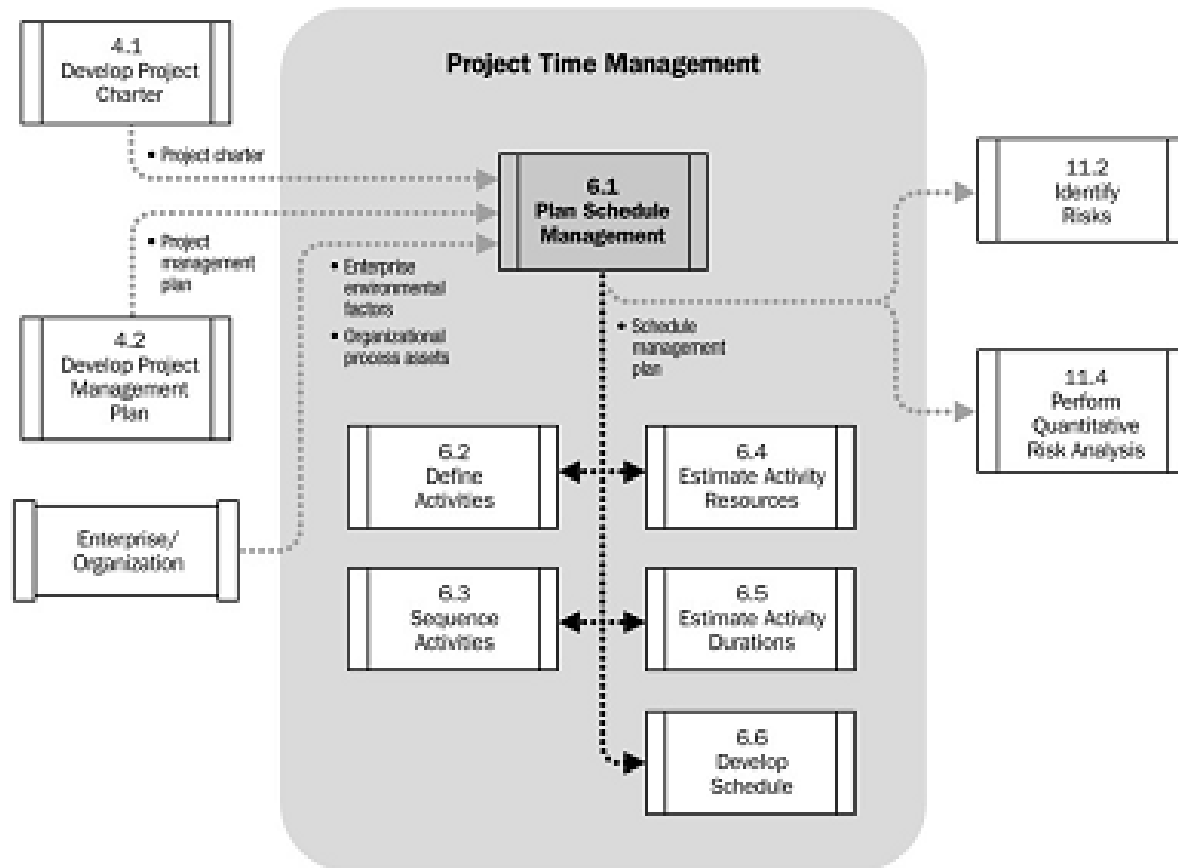 Project Time Management
4.1
Develop Project
Charter
• Project charter
6.1
Plan Schedule
Management
11.2
Identify
Risks
• Project
management
plan
• Enterprise
environmental
factors
• Organizational
process assets
• Schedule
management
plan
4.2
Develop Project
Management
Plan
11.4
Perform
Quantitative
Risk Analysis
6.2
Define
Activities
6.4
Estimate Activity
Resources
Enterprise/
Organization
6.3
Sequence
Activities
6.5
Estimate Activity
Durations
6.6
Develop
Schedule